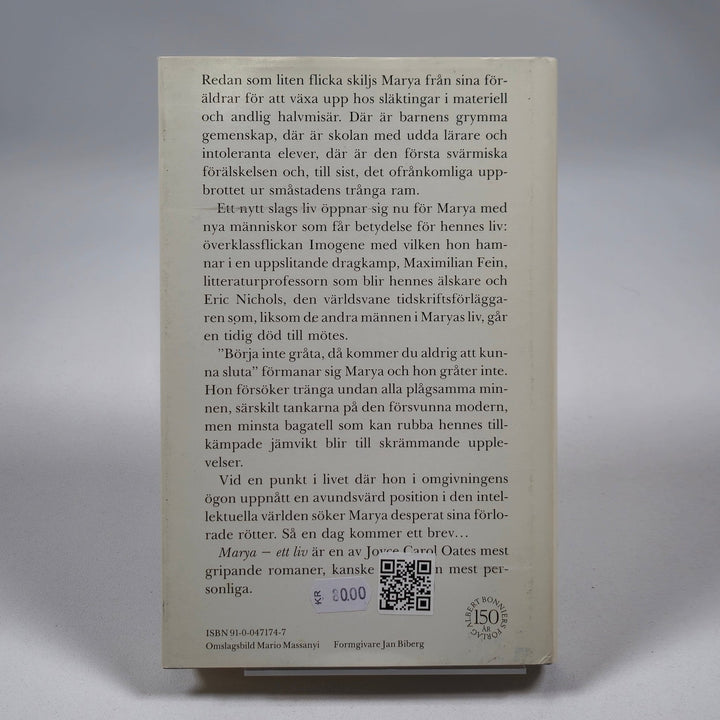 Redan som liten flicka skiljs Marya från sina för-
äldrar för att växa upp hos släktingar i materiell
och andlig halvmisär. Där är barnens grymma
gemenskap, där är skolan med udda lärare och
intoleranta elever, där är den första svärmiska
förälskelsen och, till sist, det ofrånkomliga upp-
brottet ur småstadens trånga ram.
Ett nytt slags liv öppnar sig nu för Marya med
nya människor som får betydelse för hennes liv:
överklassflickan Imogene med vilken hon ham-
nar i en uppslitande dragkamp, Maximilian Fein,
litteraturprofessorn som blir hennes älskare och
Eric Nichols, den världsvane tidskriftsförlägga-
ren som, liksom de andra männen i Maryas liv, går
en tidig död till mötes.
”Börja inte gråta, då kommer du aldrig att kun-
na sluta” förmanar sig Marya och hon gråter inte.
Hon försöker tränga undan alla plågsamma min-
nen, särskilt tankarna på den försvunna modern,
men minsta bagatell som kan rubba hennes till-
kämpade jämvikt blir till skrämmande upple-
velser.
Vid en punkt i livet där hon i omgivningens
ögon uppnått en avundsvärd position i den intel-
lektuella världen söker Marya desperat sina förlo-
rade rötter. Så en dag kommer ett brev...
Marya – ett liv är en av Joyce Carol Oates mest
gripande romaner, kanske mest per-
sonliga.
KR 80.00
ALBERT BONNIERS FÖRLAG
150
ÅR
ISBN 91-0-047174-7
Omslagsbild Mario Massanyi Formgivare Jan Biberg